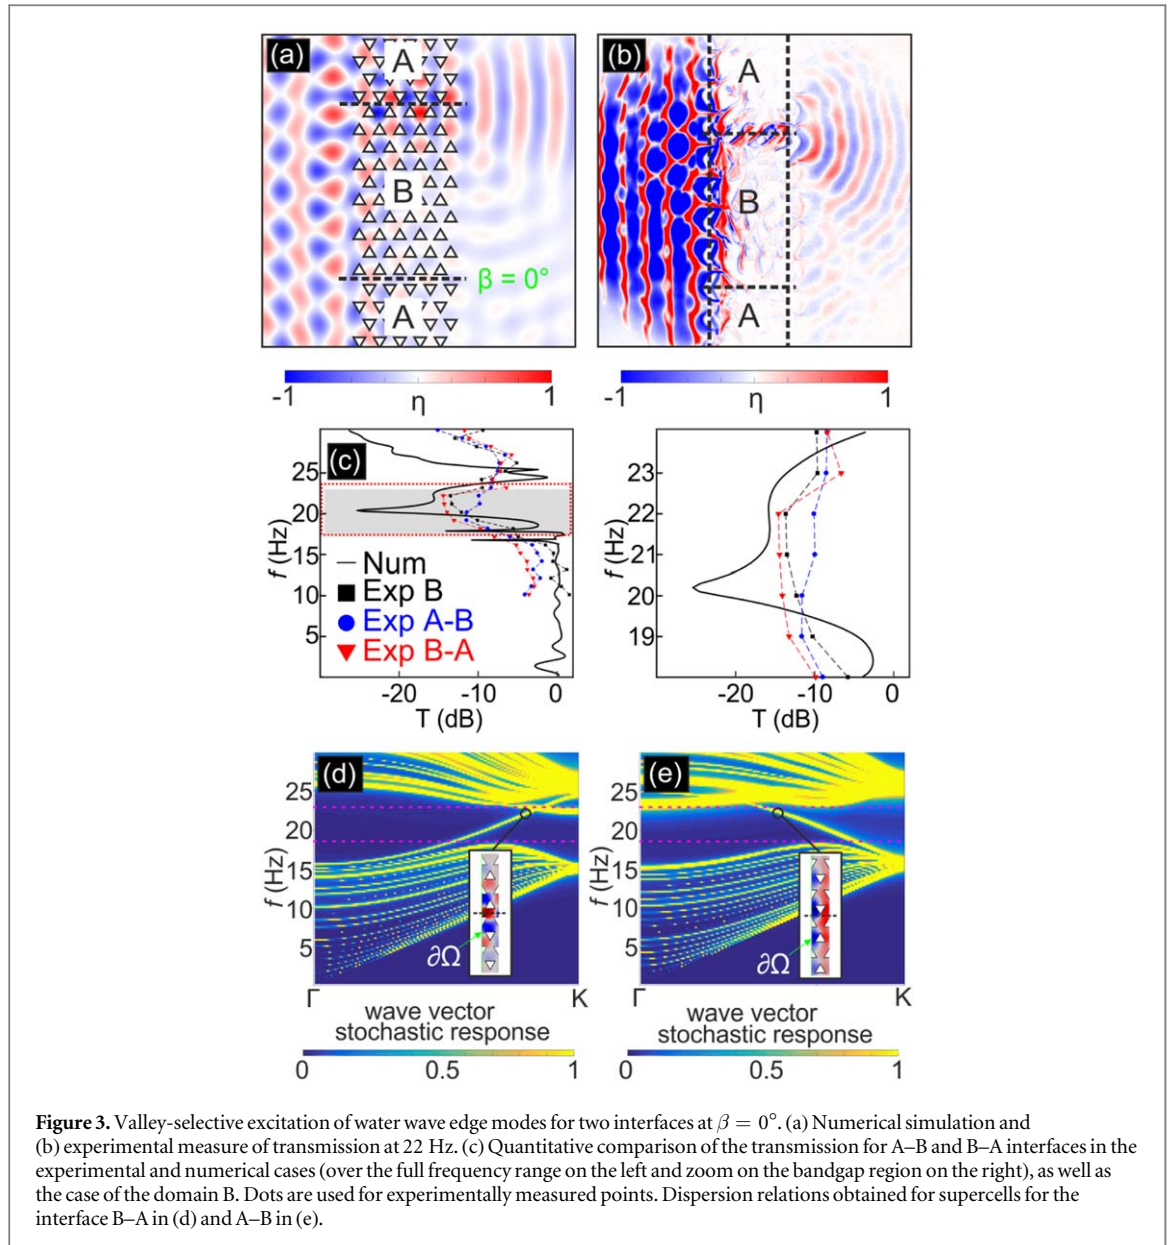 (a)
A
B
β = 0°
A
(b)
A
B
A
-1
η
1
-1
η
1
(c)
25
20
15
10
5
f (Hz)
— Num
Exp B
Exp A-B
Exp B-A
-20
-10
0
T (dB)
23
22
21
20
19
f (Hz)
-20
-10
0
T (dB)
(d)
25
20
15
10
5
f (Hz)
∂Ω
Γ
K
wave vector
stochastic response
0
0.5
1
(e)
25
20
15
10
5
f (Hz)
∂Ω
Γ
K
wave vector
stochastic response
0
0.5
1
Figure 3. Valley-selective excitation of water wave edge modes for two interfaces at β = 0°. (a) Numerical simulation and
(b) experimental measure of transmission at 22 Hz. (c) Quantitative comparison of the transmission for A–B and B–A interfaces in the
experimental and numerical cases (over the full frequency range on the left and zoom on the bandgap region on the right), as well as
the case of the domain B. Dots are used for experimentally measured points. Dispersion relations obtained for supercells for the
interface B–A in (d) and A–B in (e).